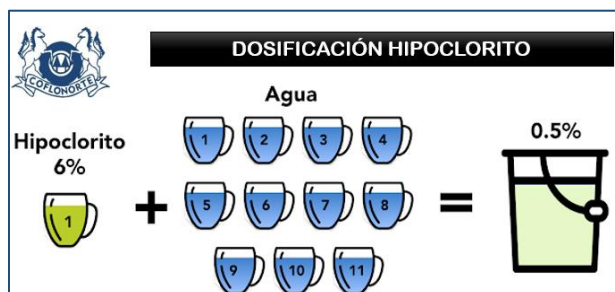 DOSIFICACIÓN HIPOCLORITO
COFLONORTE
Agua
Hipoclorito
6%
1
1 2 3 4
5 6 7 8
9 10 11
0.5%
+
=